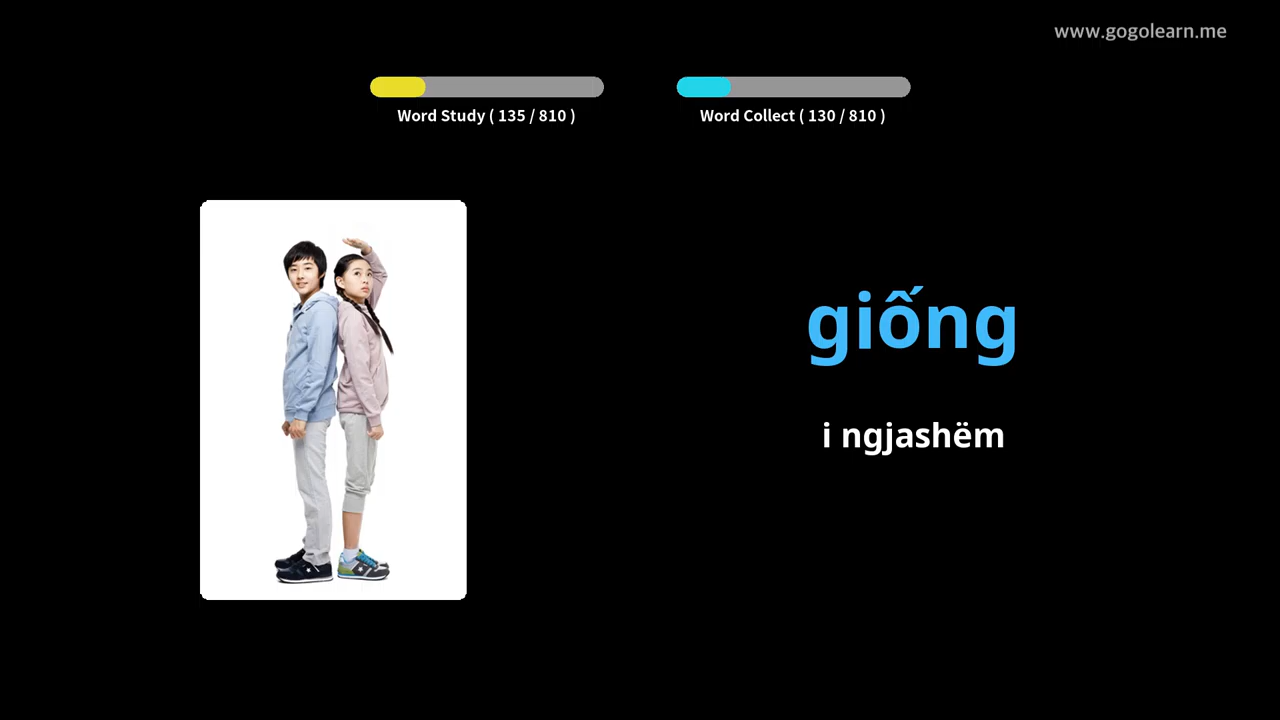 www.gogolearn.me
Word Study ( 135 / 810 )
Word Collect ( 130 / 810 )
giống
i ngjashëm